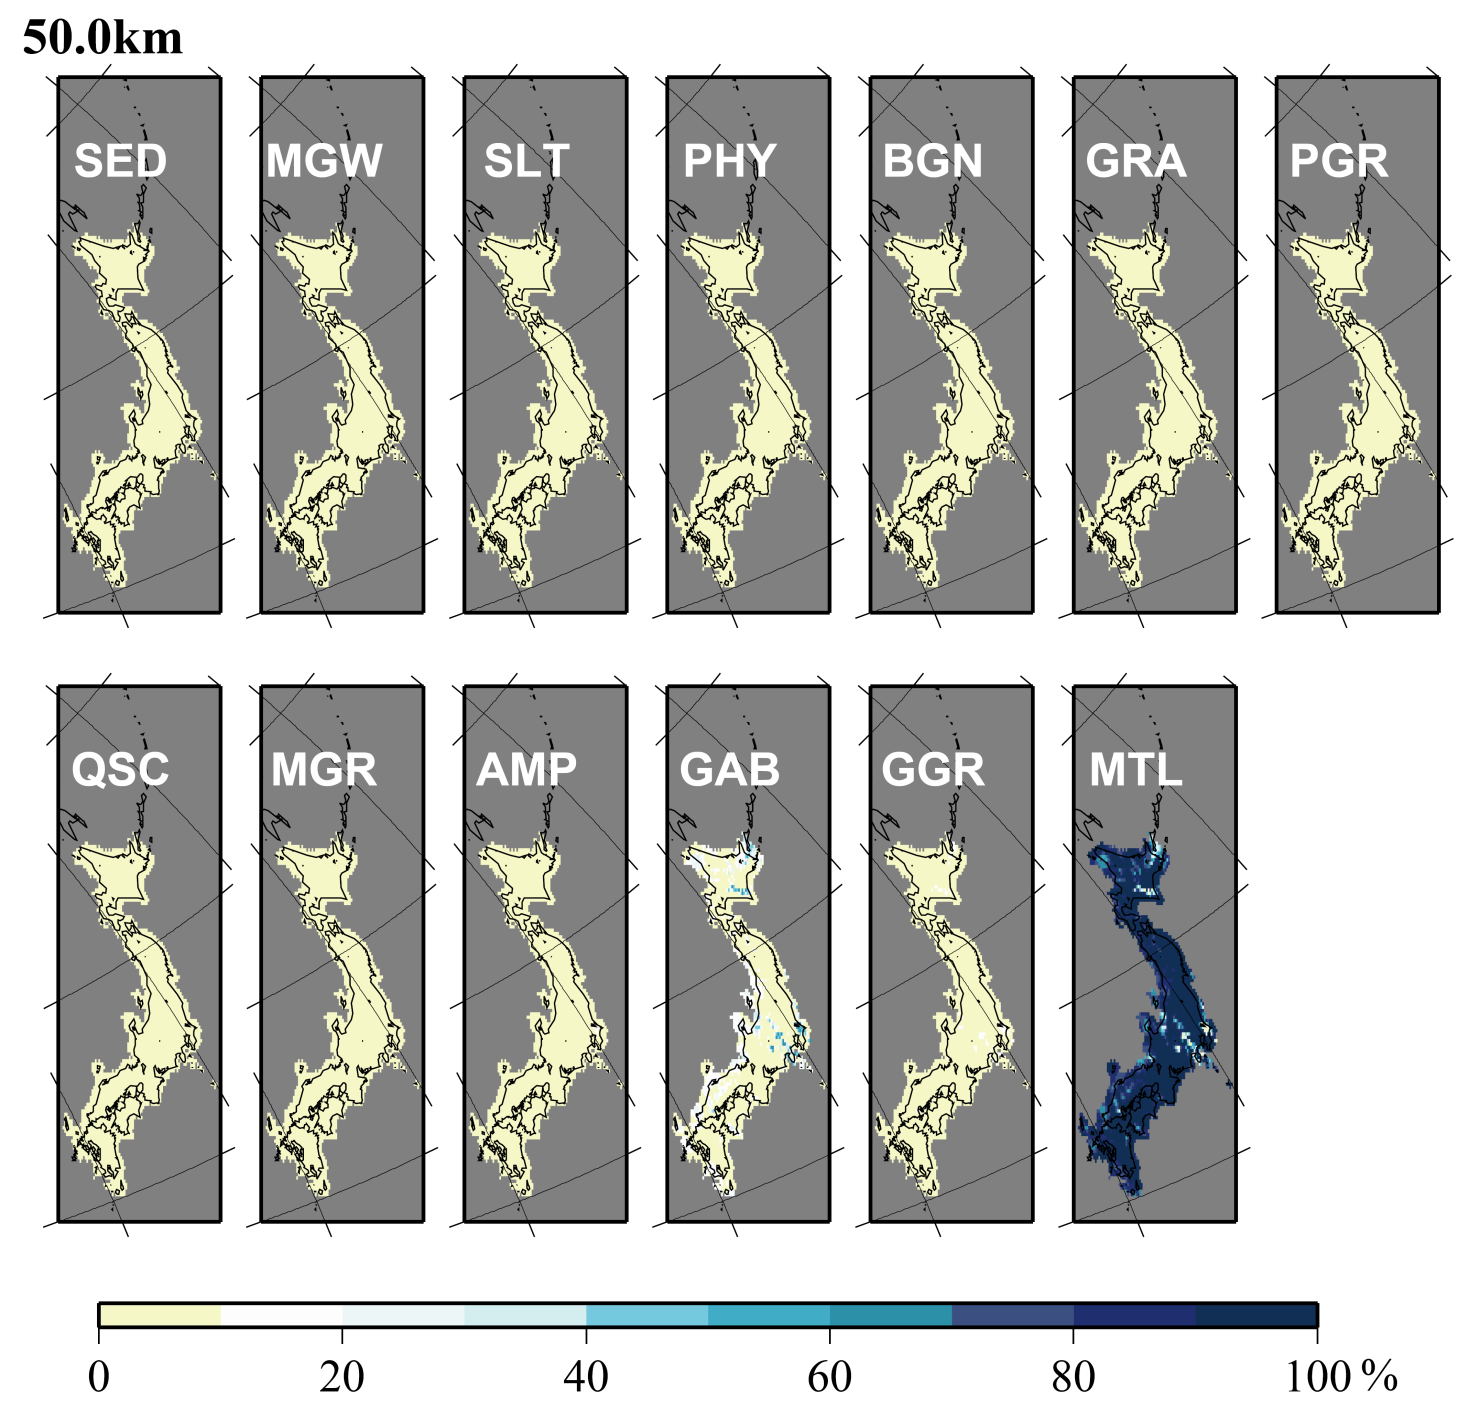 50.0km
SED MGW SLT PHY BGN GRA PGR
QSC MGR AMP GAB GGR MTL
0 20 40 60 80 100 %